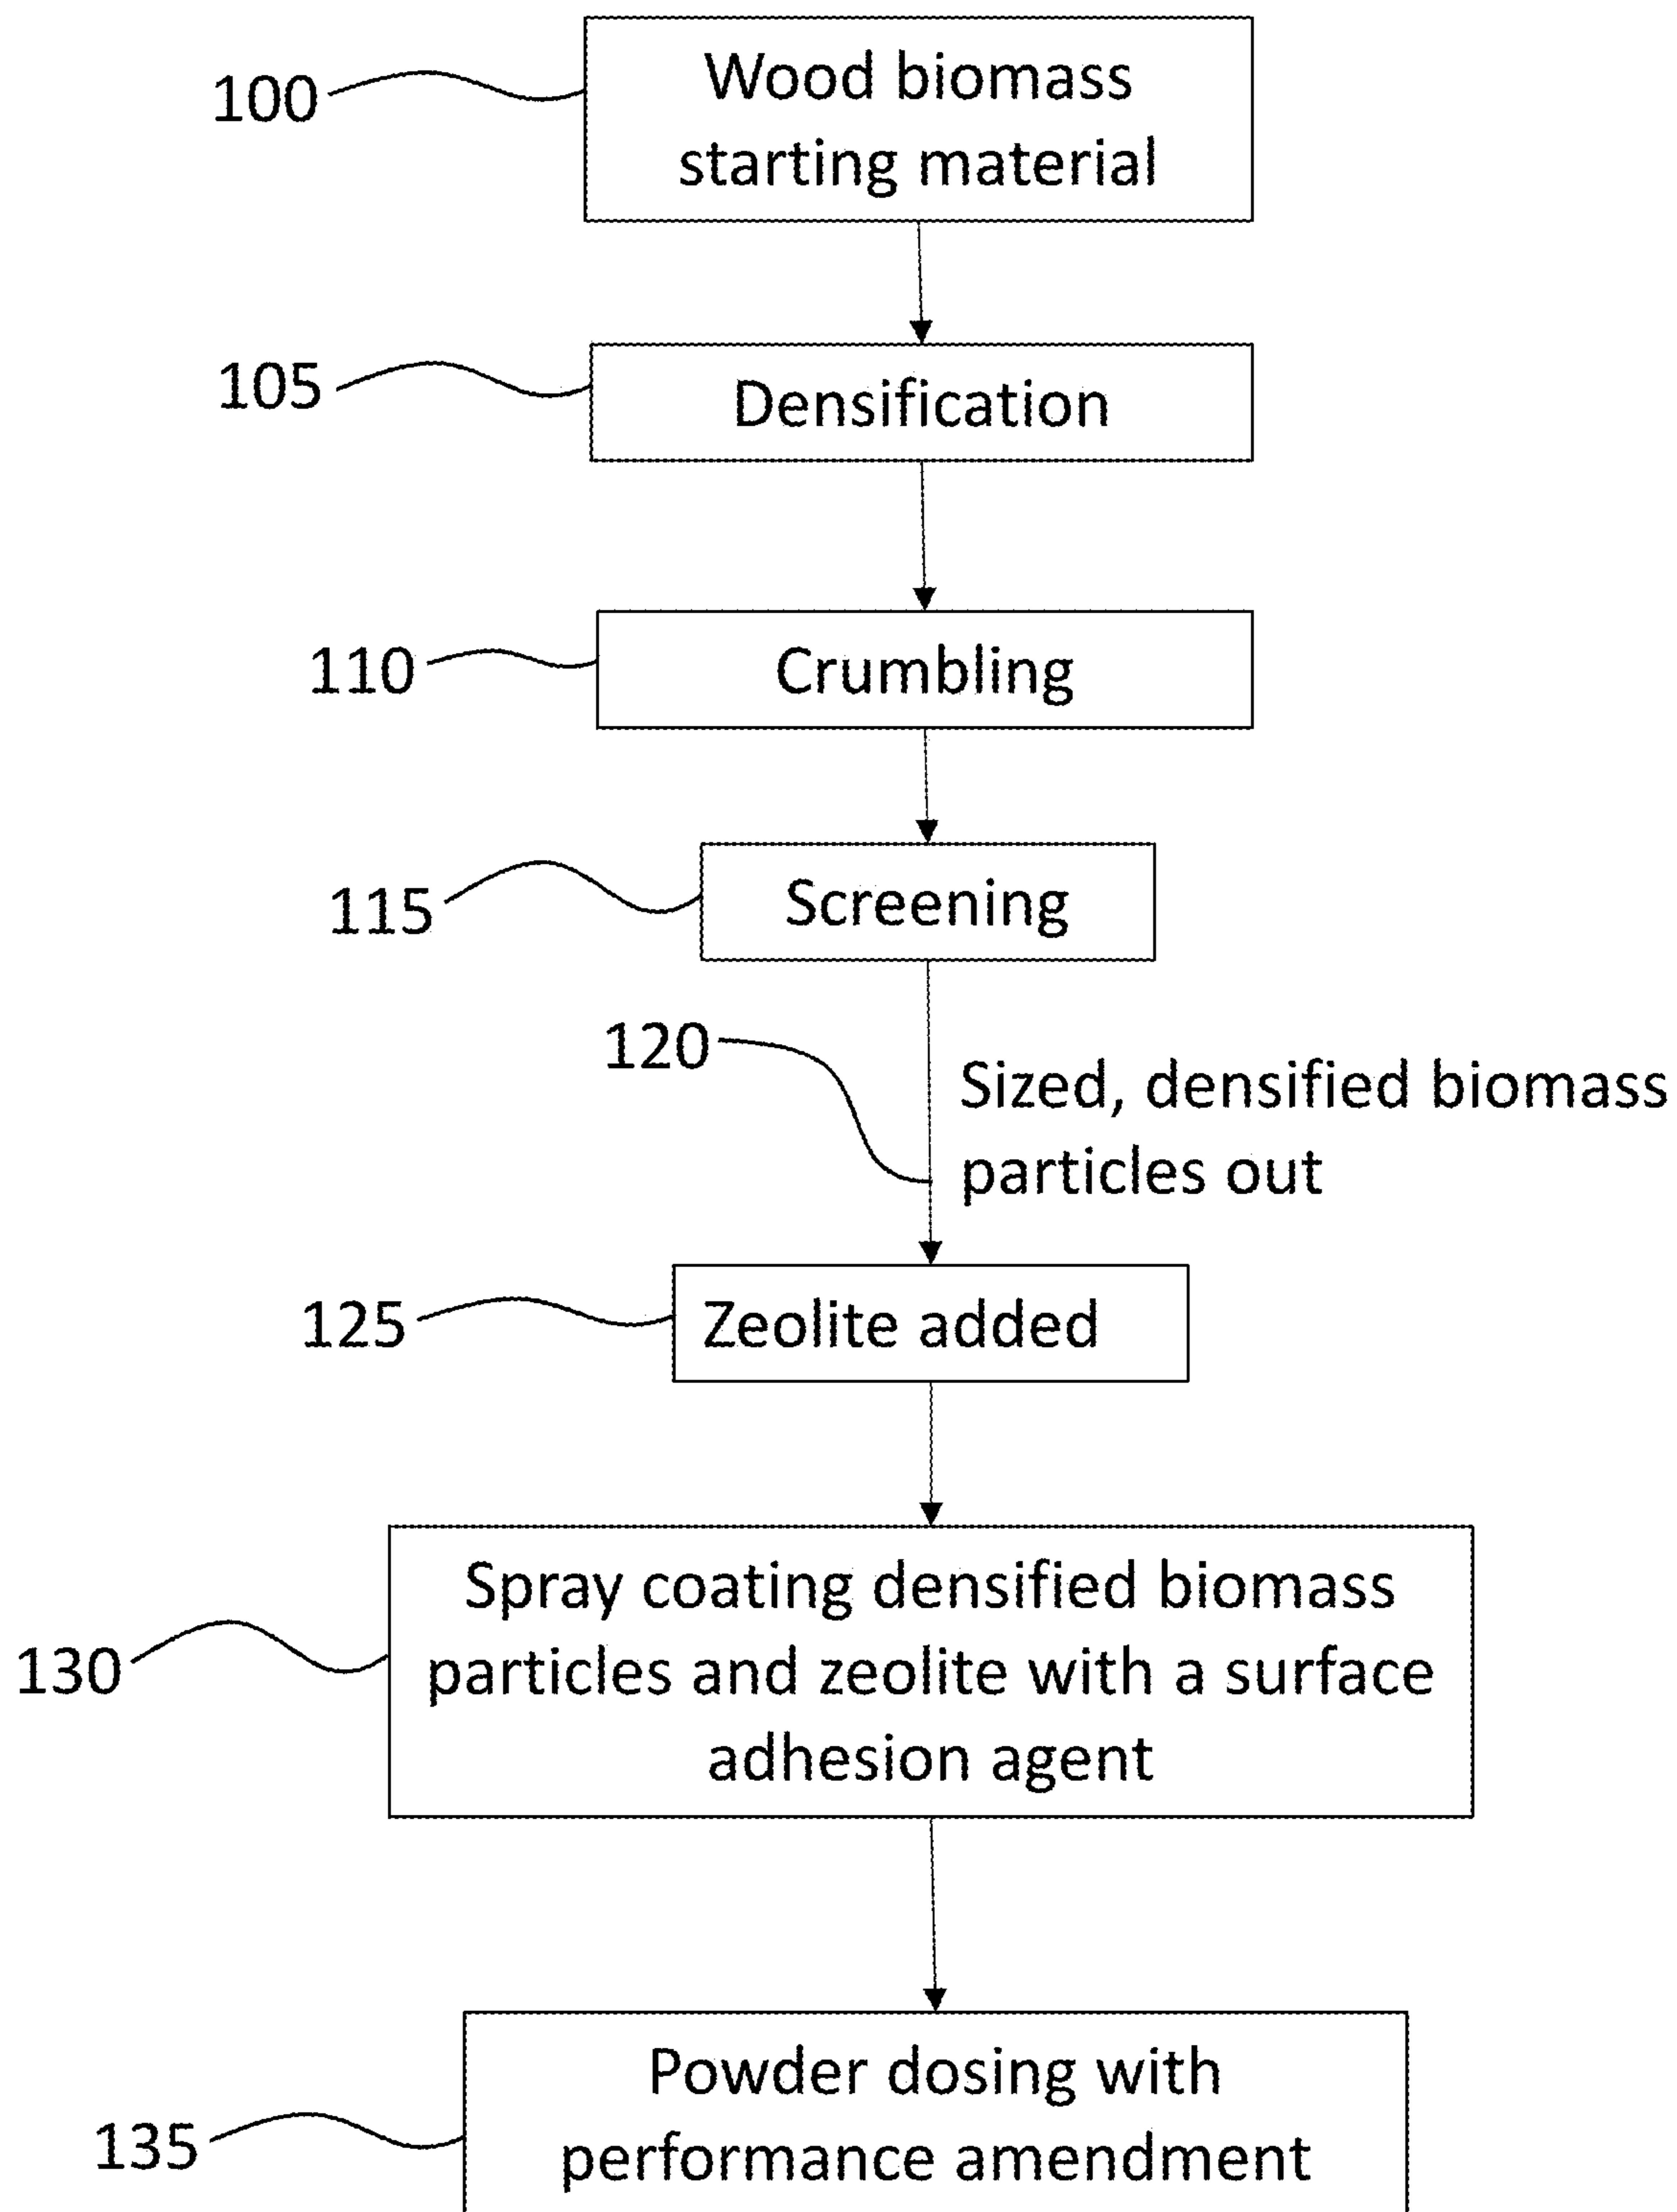 100
Wood biomass
starting material
105
Densification
110
Crumbling
115
Screening
120
Sized, densified biomass
particles out
125
Zeolite added
130
Spray coating densified biomass
particles and zeolite with a surface
adhesion agent
135
Powder dosing with
performance amendment